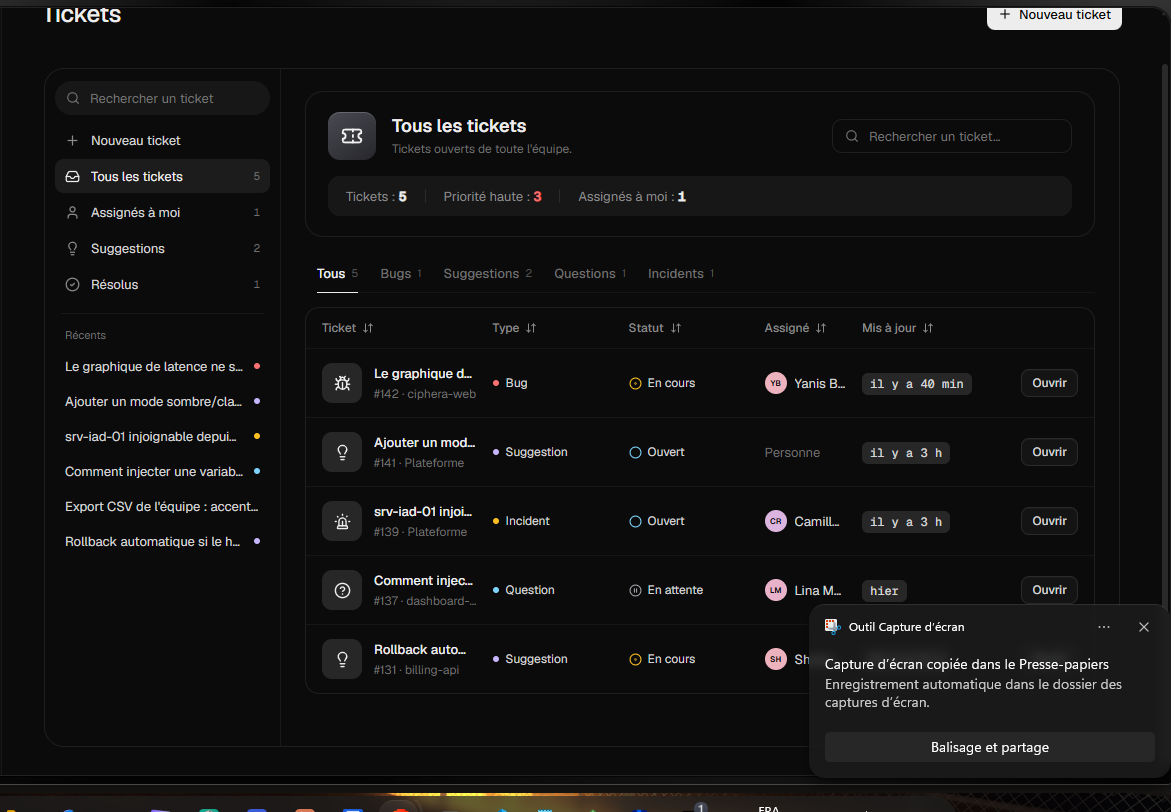 Tickets
+ Nouveau ticket
Rechercher un ticket
Nouveau ticket
Tous les tickets 5
Assignés à moi 1
Suggestions 2
Résolus 1
Récents
Le graphique de latence ne s...
Ajouter un mode sombre/cla...
srv-iad-01 injoignable depui...
Comment injecter une variab...
Export CSV de l'équipe : accent...
Rollback automatique si le h...
Tous les tickets
Tickets ouverts de toute l'équipe.
Rechercher un ticket...
Tickets : 5
Priorité haute : 3
Assignés à moi : 1
Tous 5 Bugs 1 Suggestions 2 Questions 1 Incidents 1
Ticket Type Statut Assigné Mis à jour
Le graphique d...
#142 · ciphera-web
Bug
En cours
YB Yanis B...
il y a 40 min
Ouvrir
Ajouter un mod...
#141 · Plateforme
Suggestion
Ouvert
Personne
il y a 3 h
Ouvrir
srv-iad-01 injoi...
#139 · Plateforme
Incident
Ouvert
CR Camill...
il y a 3 h
Ouvrir
Comment injec...
#137 · dashboard-...
Question
En attente
LM Lina M...
hier
Ouvrir
Rollback auto...
#131 · billing-api
Suggestion
En cours
SH Sh
Outil Capture d'écran
Capture d'écran copiée dans le Presse-papiers
Enregistrement automatique dans le dossier des
captures d'écran.
Balisage et partage
1
FRA